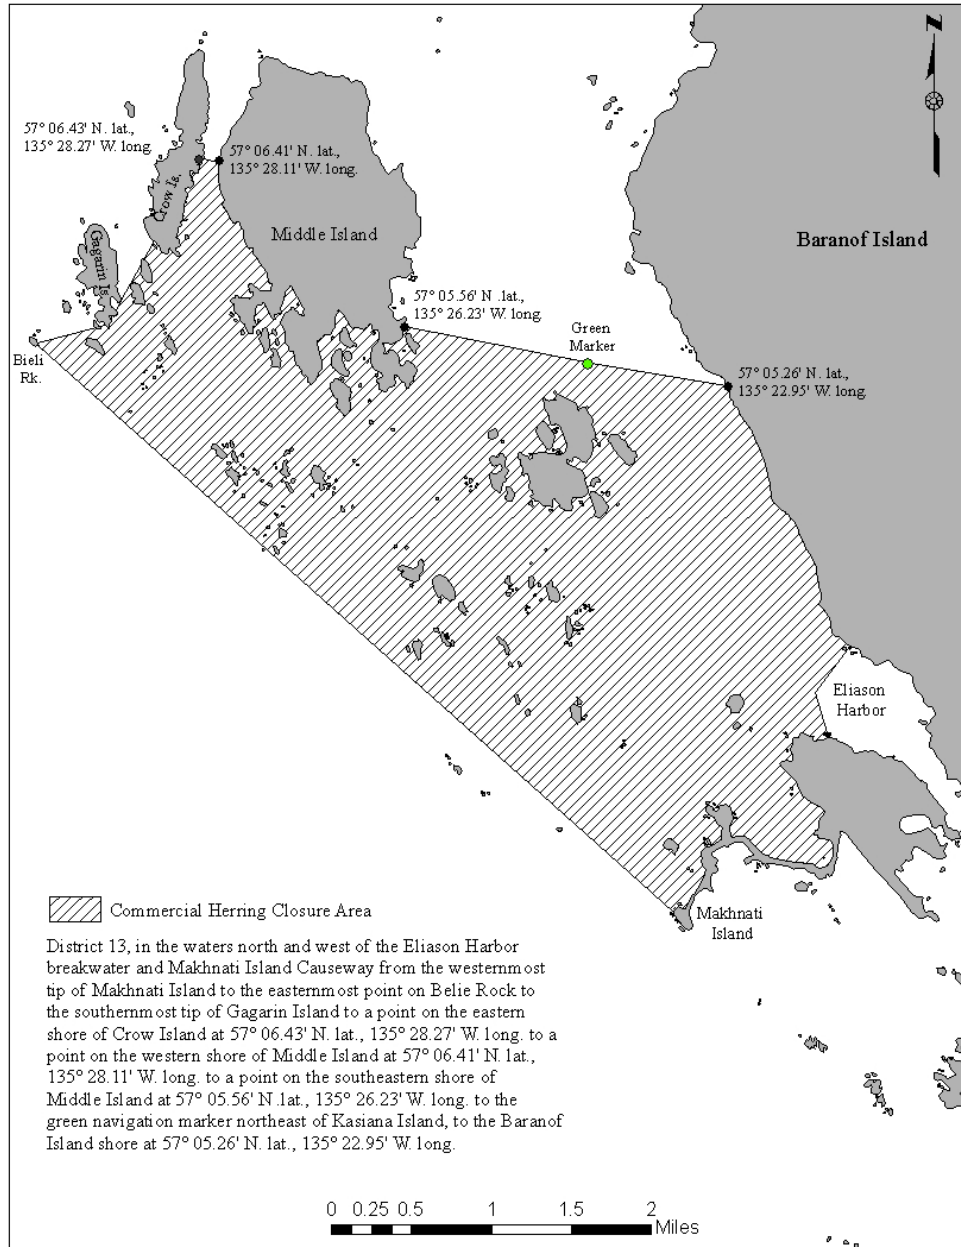 N
57° 06.43' N. lat.,
135° 28.27' W. long.
57° 06.41' N. lat.,
135° 28.11' W. long.
Crow Is.
Gagarin Is.
Middle Island
Baranof Island
57° 05.56' N .lat.,
135° 26.23' W. long.
Green
Marker
Bieli
Rk.
57° 05.26' N. lat.,
135° 22.95' W. long.
Eliason
Harbor
Makhnati
Island
Commercial Herring Closure Area
District 13, in the waters north and west of the Eliason Harbor
breakwater and Makhnati Island Causeway from the westernmost
tip of Makhnati Island to the easternmost point on Belie Rock to
the southernmost tip of Gagarin Island to a point on the eastern
shore of Crow Island at 57° 06.43' N. lat., 135° 28.27' W. long. to a
point on the western shore of Middle Island at 57° 06.41' N. lat.,
135° 28.11' W. long. to a point on the southeastern shore of
Middle Island at 57° 05.56' N .lat., 135° 26.23' W. long. to the
green navigation marker northeast of Kasiana Island, to the Baranof
Island shore at 57° 05.26' N. lat., 135° 22.95' W. long.
0 0.25 0.5 1 1.5 2
Miles